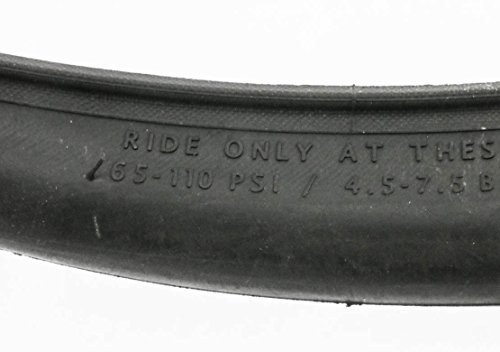 RIDE ONLY AT THES
/65-110 PSI / 4.5-7.5 B